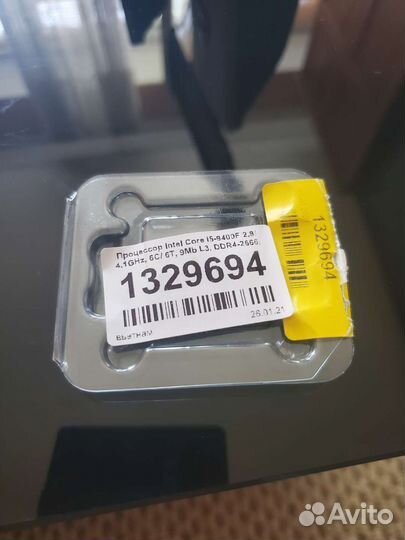 Процессор Intel Core i5-9400F 2.9/
4.1GHz, 6C/ 6T, 9Mb L3, DDR4-2666,
1329694
вьетнам
26.01.21
1329694
Avito